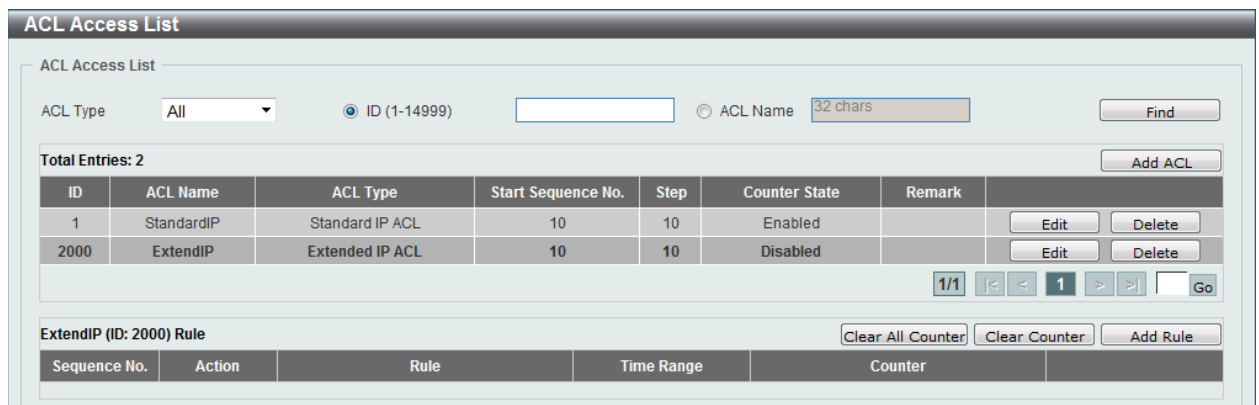 ACL Access List
ACL Access List
ACL Type All ID (1-14999) ACL Name 32 chars Find
Total Entries: 2 Add ACL
ID ACL Name ACL Type Start Sequence No. Step Counter State Remark
1 StandardIP Standard IP ACL 10 10 Enabled Edit Delete
2000 ExtendIP Extended IP ACL 10 10 Disabled Edit Delete
1/1 |< < 1 > >| Go
ExtendIP (ID: 2000) Rule Clear All Counter Clear Counter Add Rule
Sequence No. Action Rule Time Range Counter